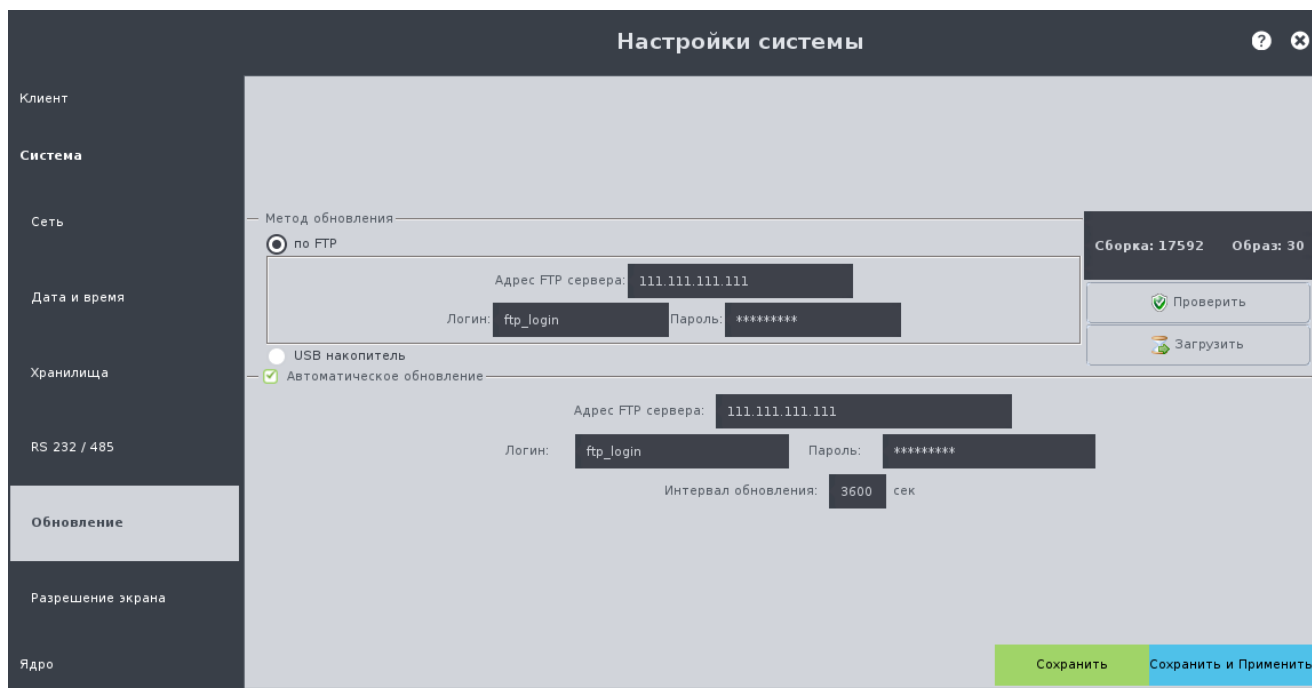 Настройки системы
?
Клиент
Система
Сеть
Дата и время
Хранилища
RS 232 / 485
Обновление
Разрешение экрана
Ядро
Метод обновления
по FTP
Адрес FTP сервера: 111.111.111.111
Логин: ftp_login Пароль: *********
USB накопитель
Сборка: 17592 Образ: 30
Проверить
Загрузить
Автоматическое обновление
Адрес FTP сервера: 111.111.111.111
Логин: ftp_login Пароль: *********
Интервал обновления: 3600 сек
Сохранить Сохранить и Применить